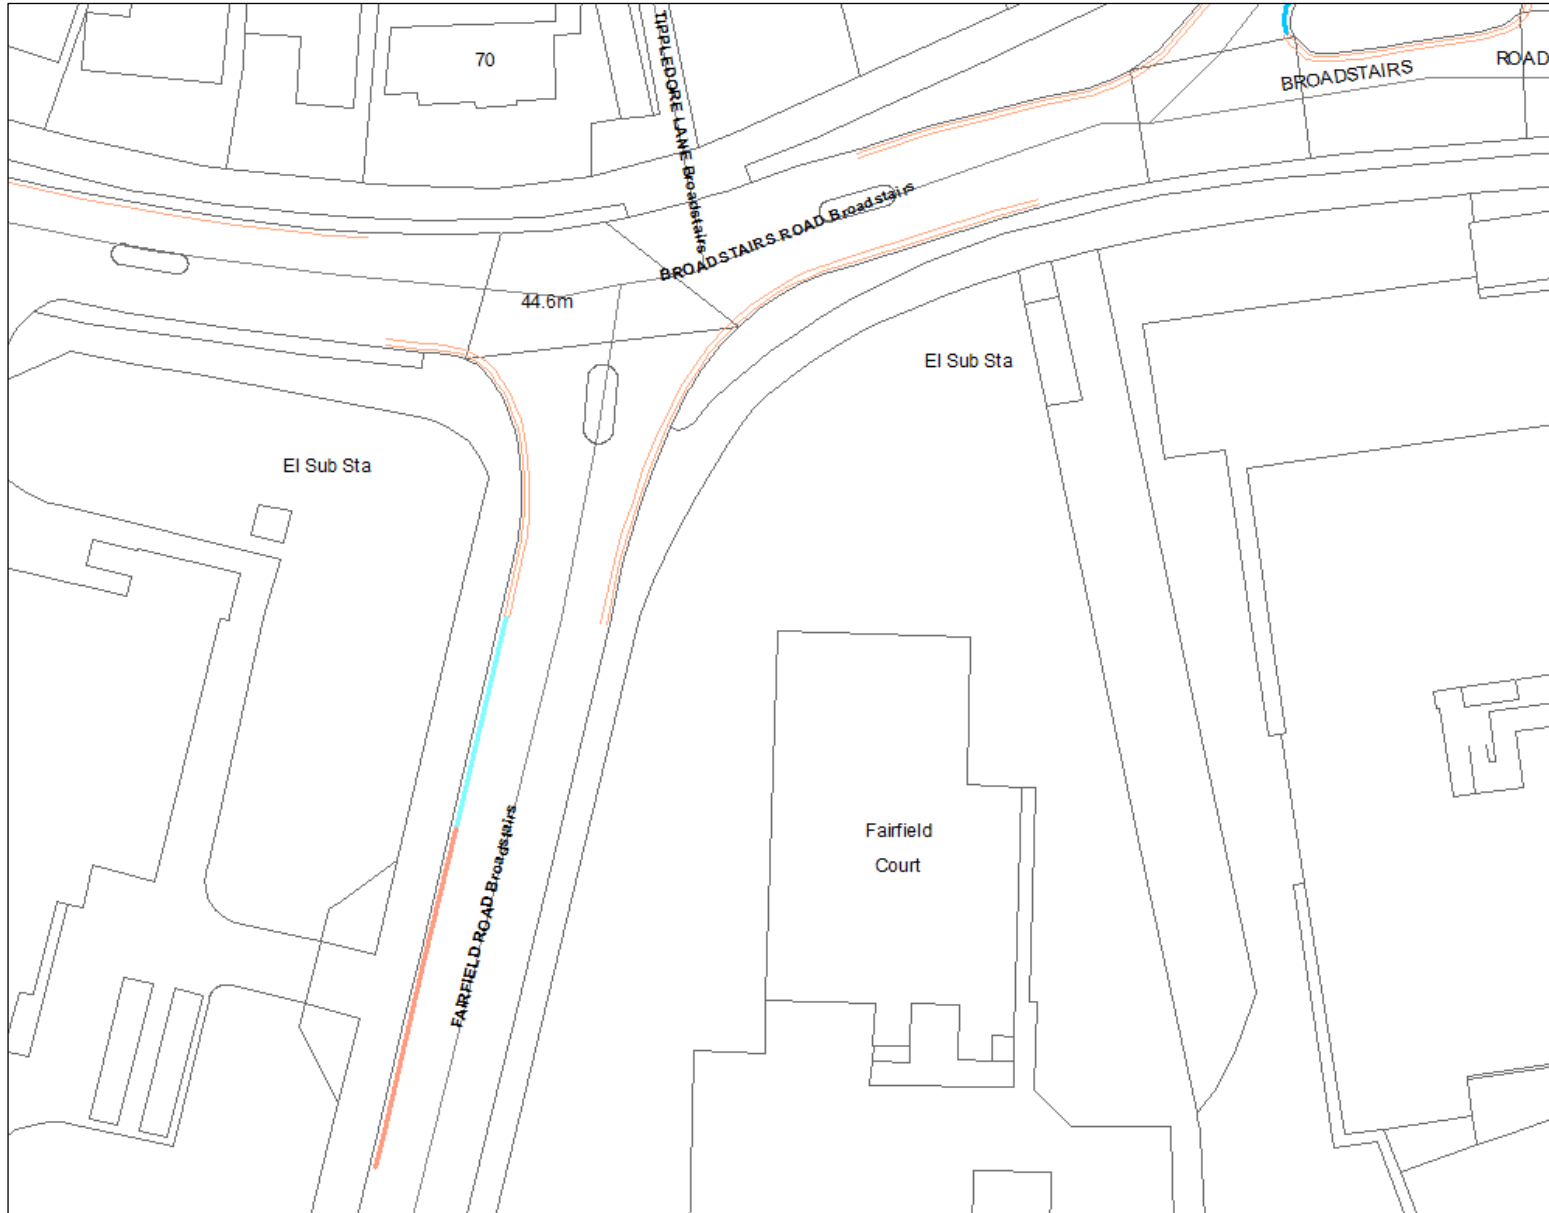 70
TIPPLEDORE LANE Broadstairs
BROADSTAIRS
ROAD
BROADSTAIRS ROAD Broadstairs
44.6m
El Sub Sta
El Sub Sta
FAIRFIELD ROAD Broadstairs
Fairfield
Court